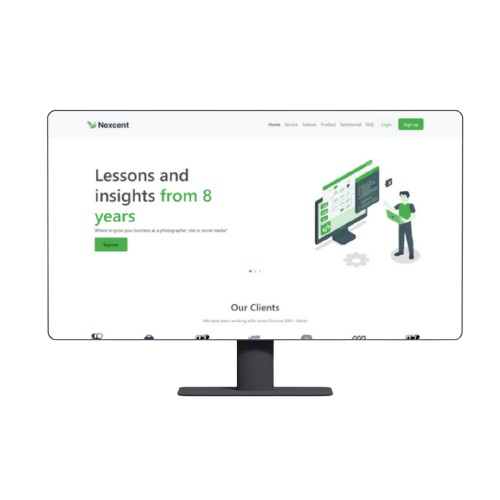 Nexcent
Home Service Feature Product Testimonial FAQ Login Sign up
Lessons and
insights from 8
years
Where to grow your business as a photographer: site or social media?
Register
Our Clients
We have been working with some Fortune 500+ clients